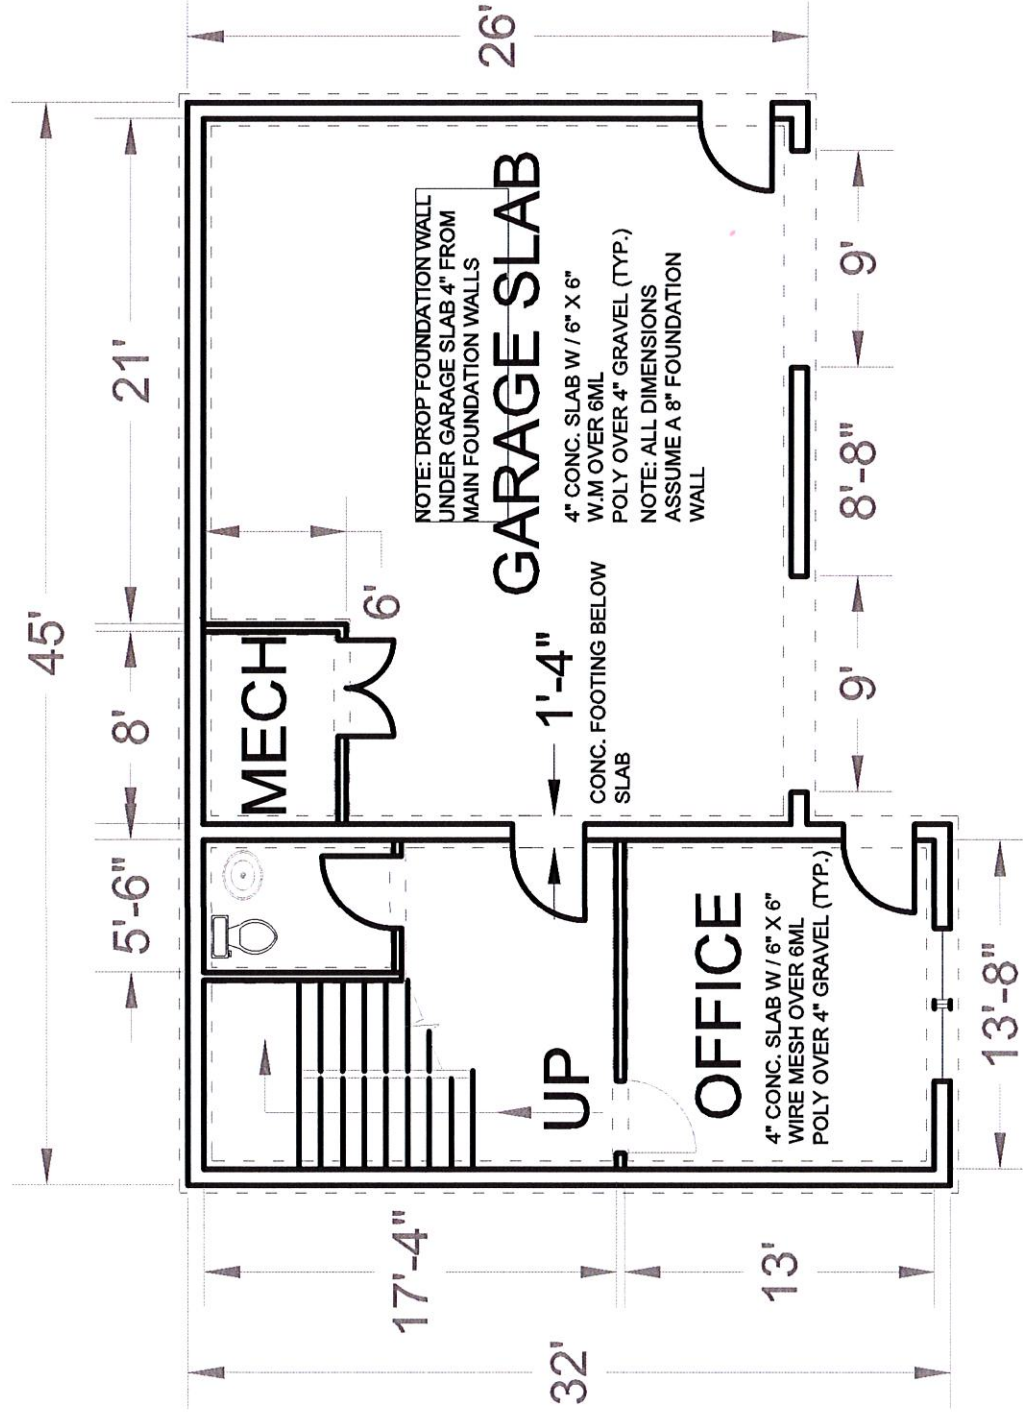 45'
5'-6"
8'
21'
26'
MECH
6'
NOTE: DROP FOUNDATION WALL
UNDER GARAGE SLAB 4" FROM
MAIN FOUNDATION WALLS
GARAGE SLAB
4" CONC. SLAB W / 6" X 6"
W.M OVER 6ML
POLY OVER 4" GRAVEL (TYP.)
NOTE: ALL DIMENSIONS
ASSUME A 8" FOUNDATION
WALL
1'-4"
CONC. FOOTING BELOW
SLAB
UP
17'-4"
32'
13'
OFFICE
4" CONC. SLAB W / 6" X 6"
WIRE MESH OVER 6ML
POLY OVER 4" GRAVEL (TYP.)
9'
8'-8"
9'
13'-8"